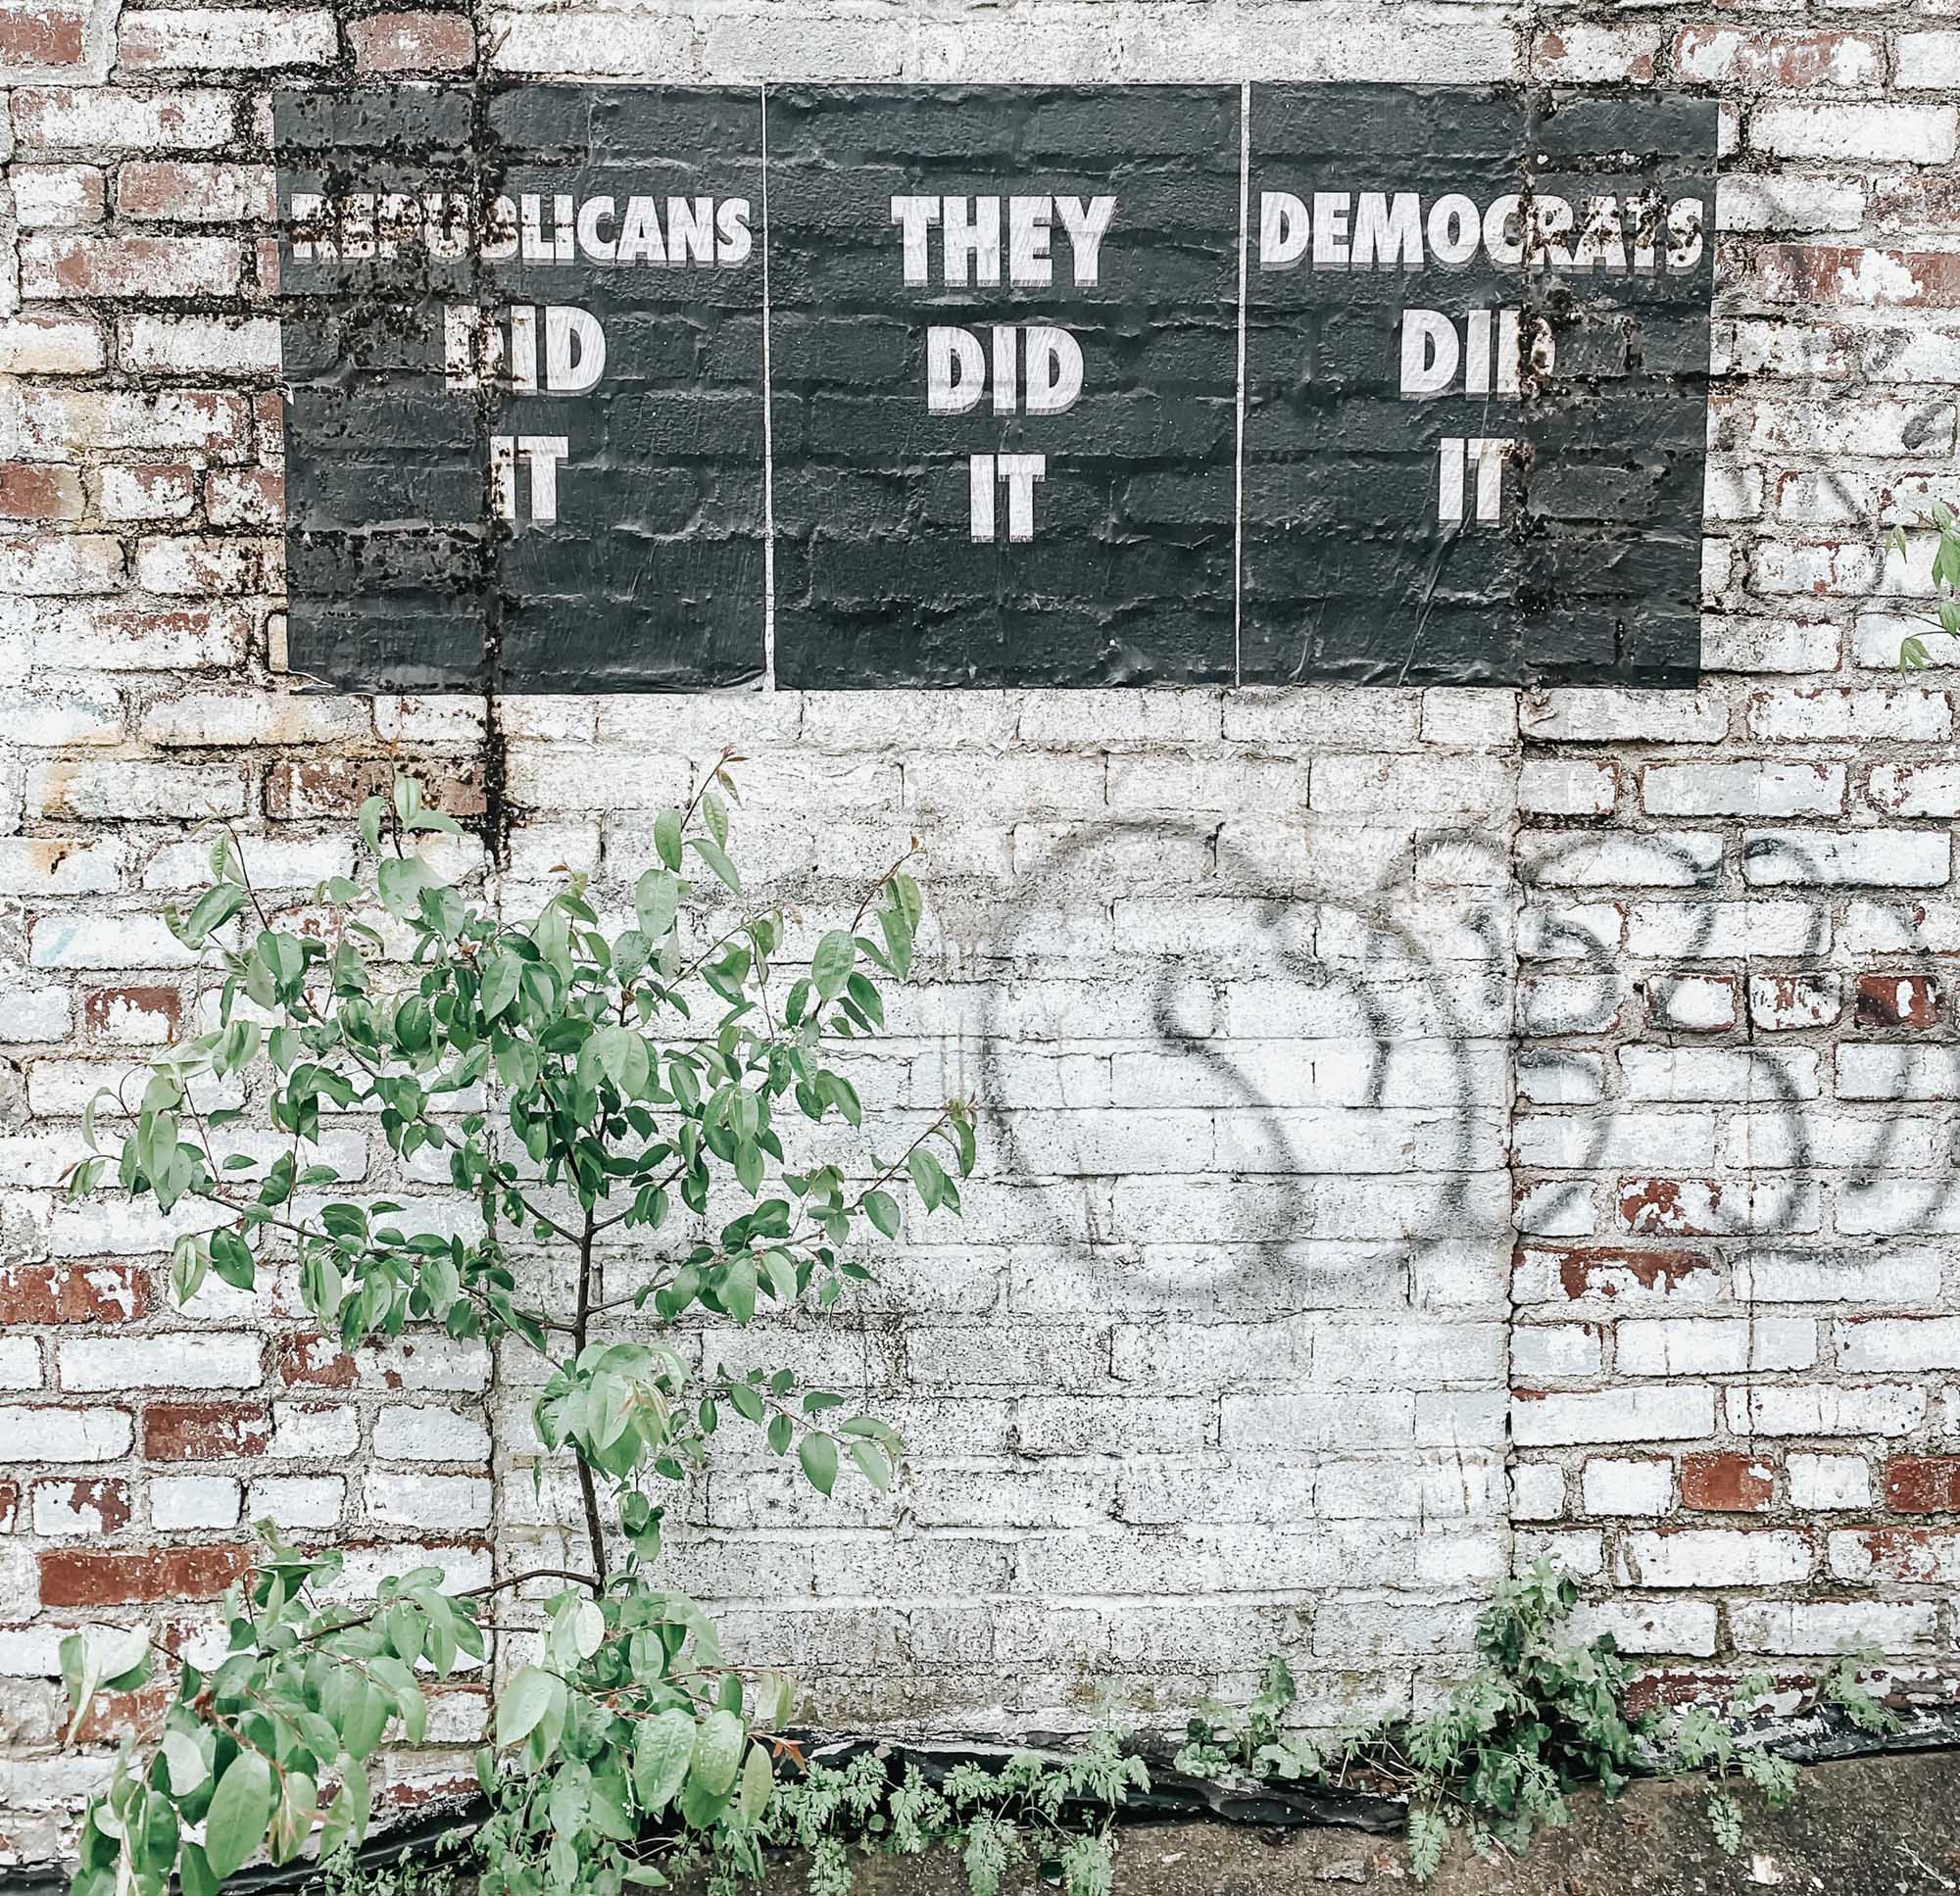 REPUBLICANS
DID
IT
THEY
DID
IT
DEMOCRATS
DID
IT